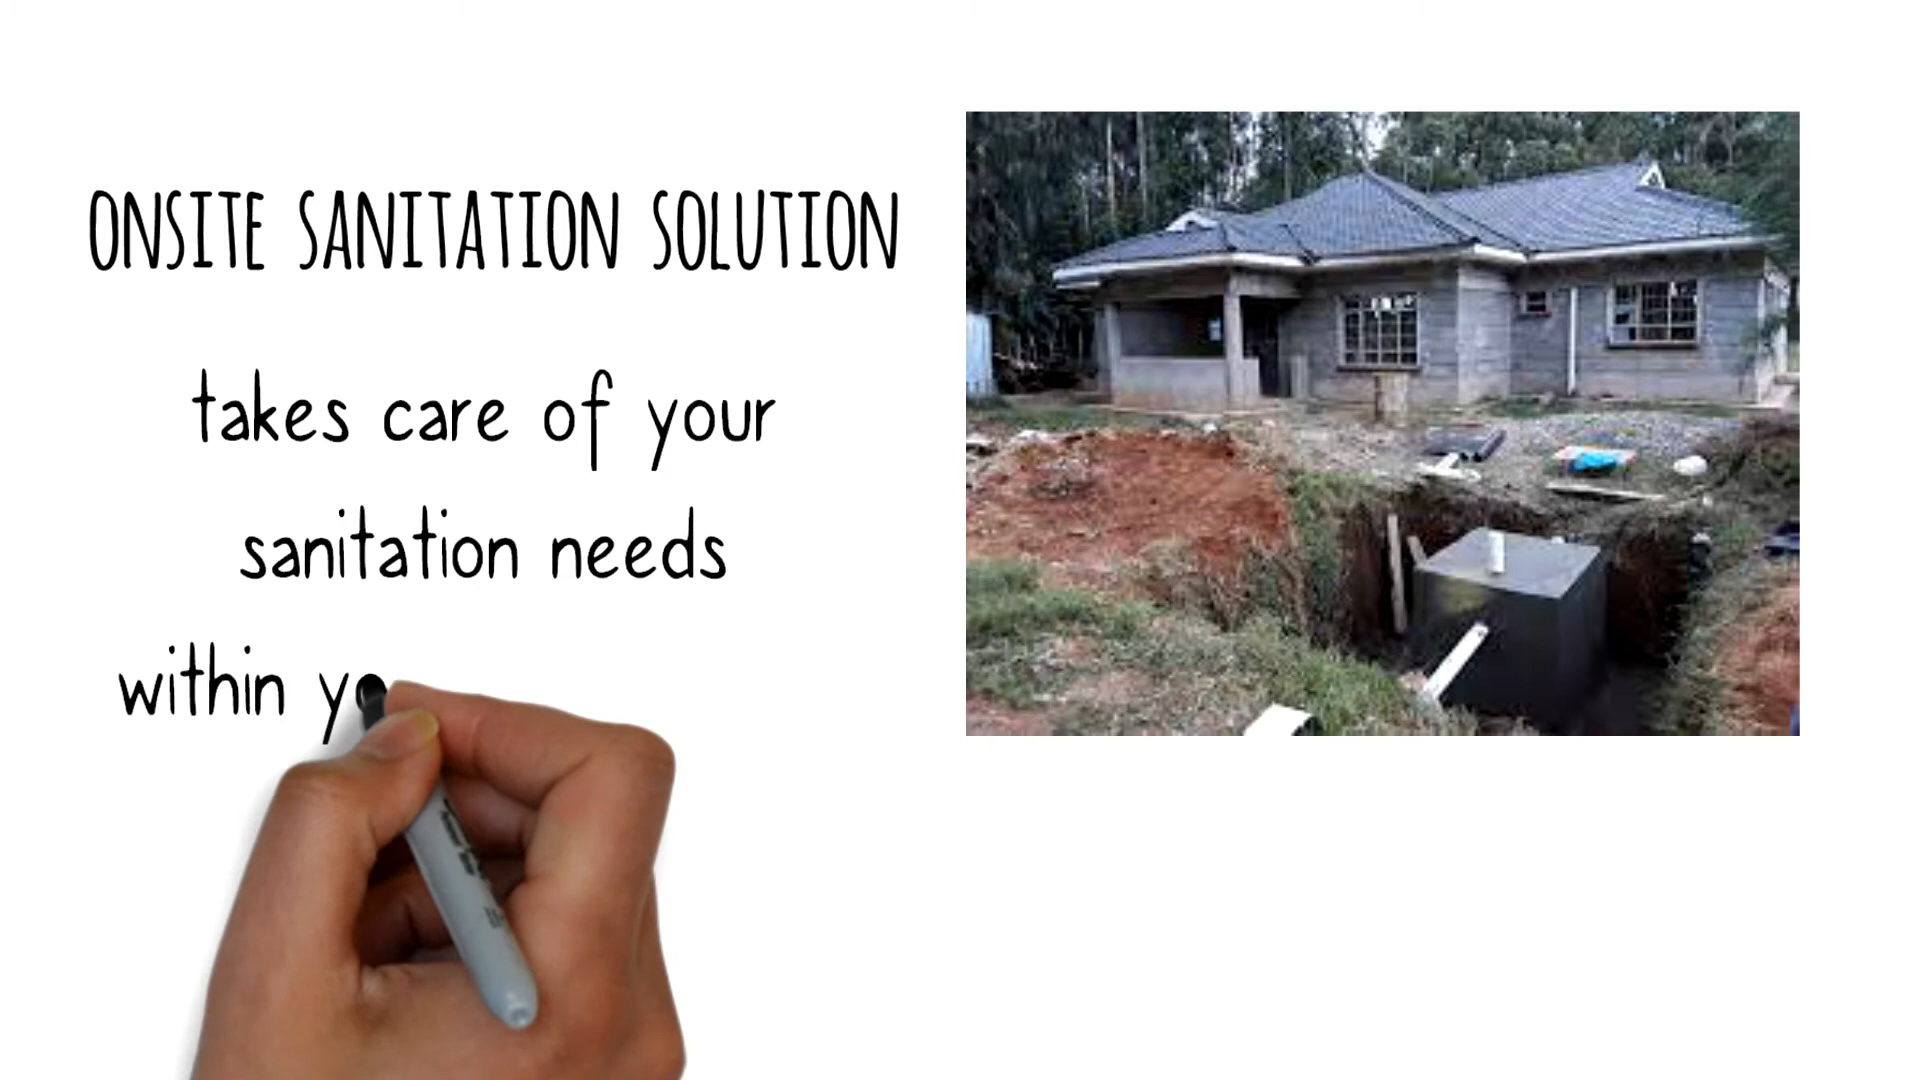 ONSITE SANITATION SOLUTION
takes care of your
sanitation needs
within yo